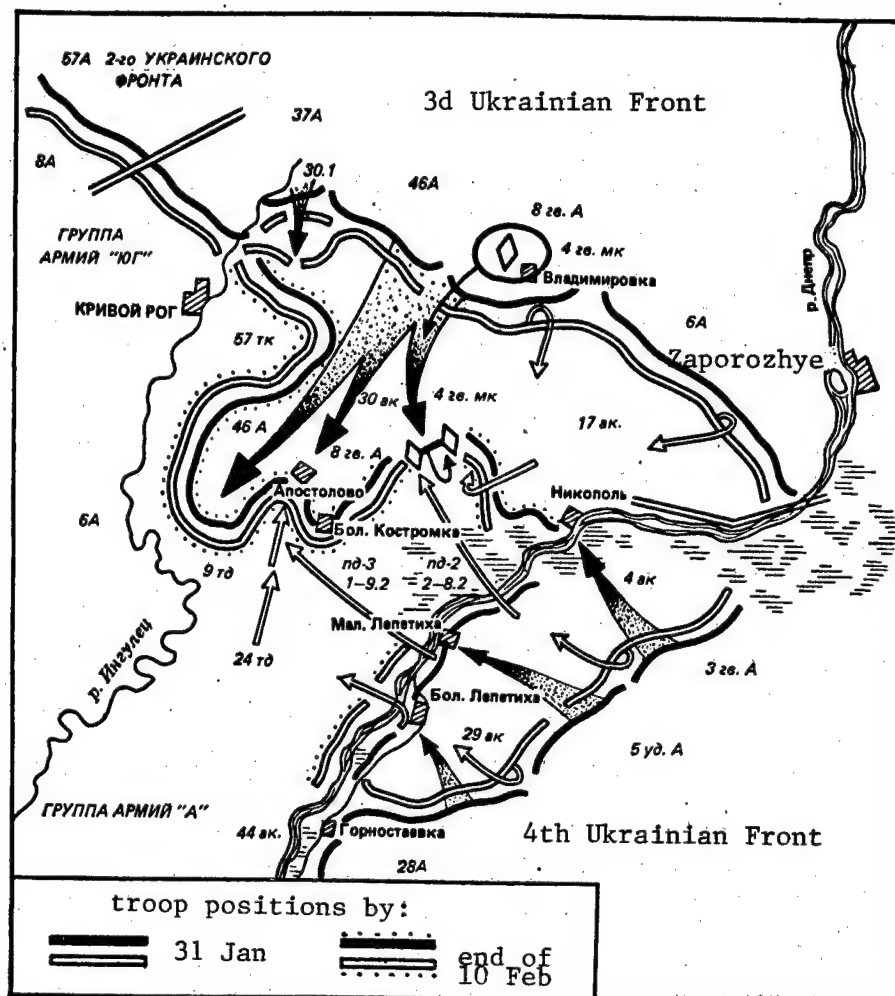 57А 2-го УКРАИНСКОГО
ФРОНТА
3d Ukrainian Front
37А
8А
30.1
46А
8 гв. А
ГРУППА
АРМИЙ "ЮГ"
4 гв. мк
Владимировка
р. Днепр
КРИВОЙ РОГ
6А
Zaporozhye
57 тк
30 ак
4 гв. мк
46 А
17 ак.
8 гв. А
Апостолово
Никополь
6А
Бол. Костромка
9 тд
пд-3
1–9.2
пд-2
2–8.2
4 ак
Мал. Лепетиха
24 тд
р. Ингулец
3 гв. А
Бол. Лепетиха
29 ак
5 уд. А
ГРУППА АРМИЙ "А"
44 ак.
Горностаевка
4th Ukrainian Front
28А
troop positions by:
31 Jan
end of
10 Feb